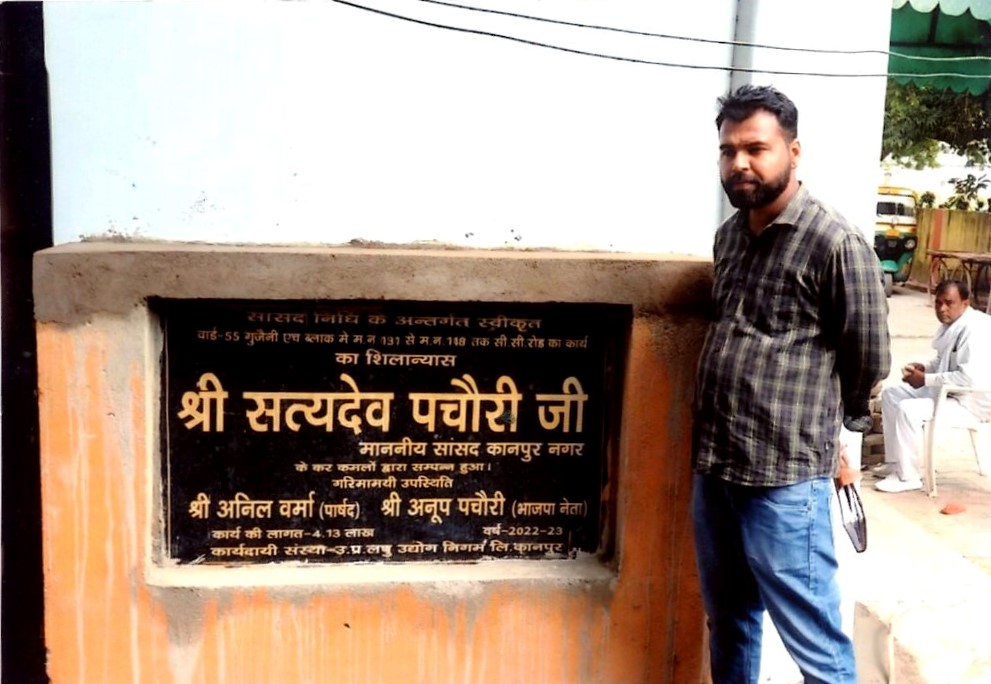 सांसद निधि के अन्तर्गत स्वीकृत
वार्ड-55 गुजैनी एच ब्लाक मे म.न.131 से म.न.118 तक सी.सी.रोड का कार्य
का शिलान्यास
श्री सत्यदेव पचौरी जी
माननीय सांसद कानपुर नगर
के कर कमलों द्वारा सम्पन्न हुआ।
गरिमामयी उपस्थिति
श्री अनिल वर्मा (पार्षद) श्री अनूप पचौरी (भाजपा नेता)
कार्य की लागत-4.13 लाख वर्ष-2022-23
कार्यदायी संस्था-उ.प्र.लघु उद्योग निगम लि.कानपुर